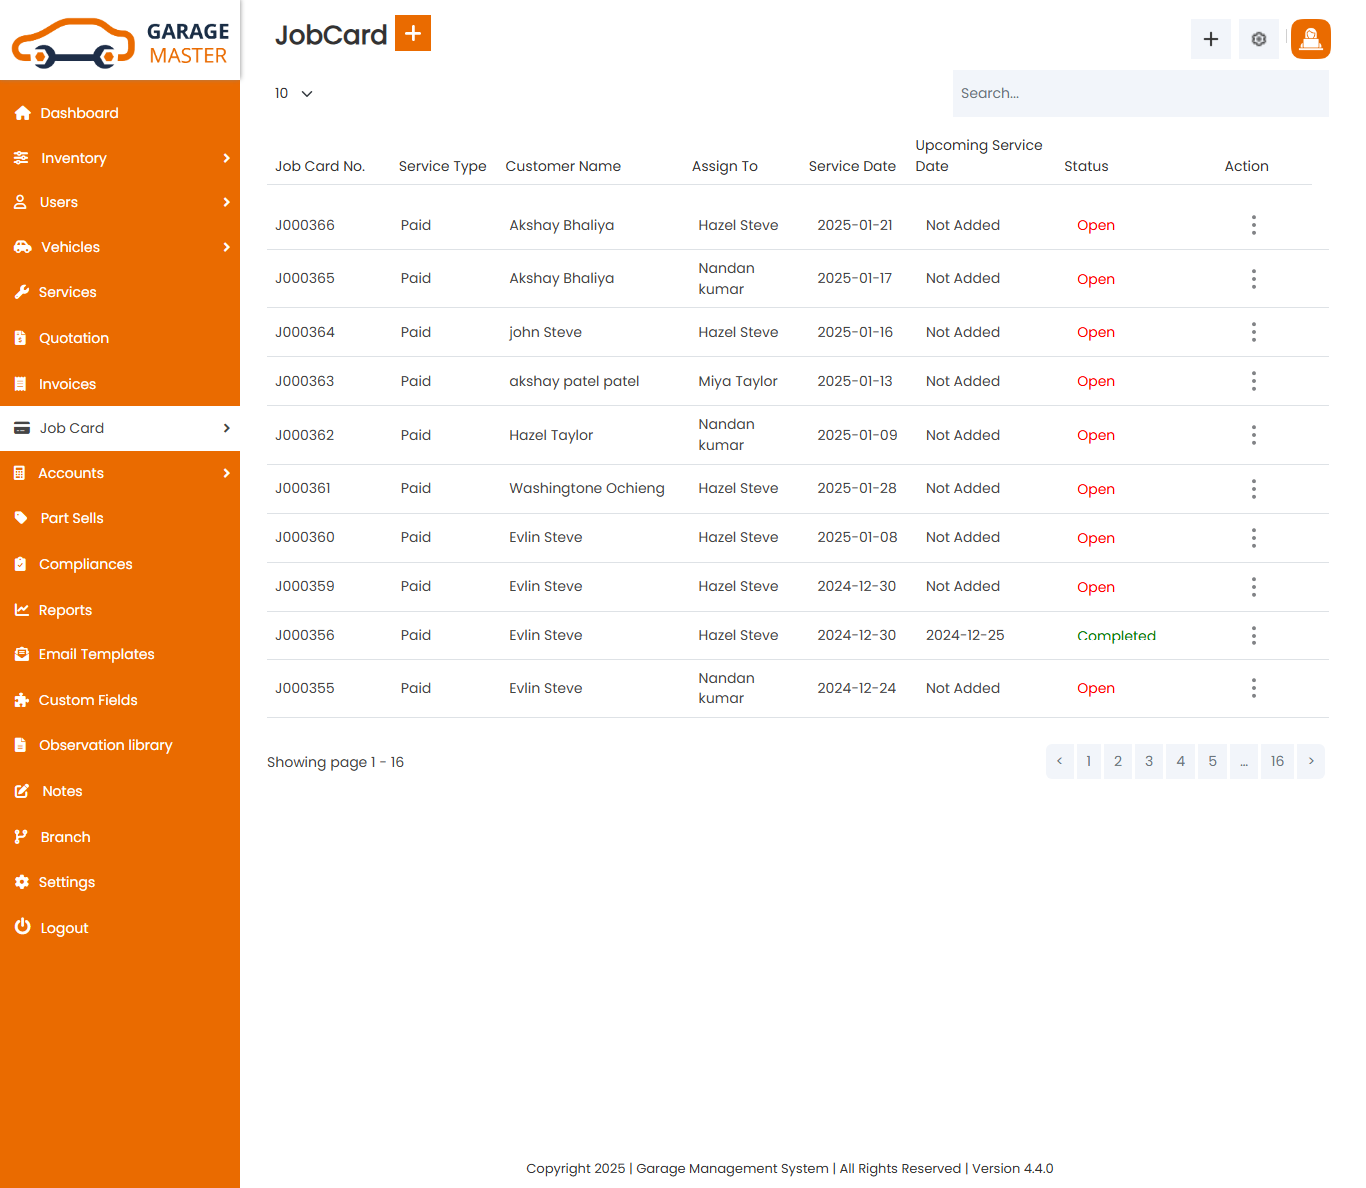 GARAGE
MASTER
JobCard +
10
Search...
Dashboard
Inventory
Users
Vehicles
Services
Quotation
Invoices
Job Card
Accounts
Part Sells
Compliances
Reports
Email Templates
Custom Fields
Observation library
Notes
Branch
Settings
Logout
Job Card No. Service Type Customer Name Assign To Service Date Upcoming Service Date Status Action
J000366 Paid Akshay Bhaliya Hazel Steve 2025-01-21 Not Added Open
J000365 Paid Akshay Bhaliya Nandan kumar 2025-01-17 Not Added Open
J000364 Paid john Steve Hazel Steve 2025-01-16 Not Added Open
J000363 Paid akshay patel patel Miya Taylor 2025-01-13 Not Added Open
J000362 Paid Hazel Taylor Nandan kumar 2025-01-09 Not Added Open
J000361 Paid Washingtone Ochieng Hazel Steve 2025-01-28 Not Added Open
J000360 Paid Evlin Steve Hazel Steve 2025-01-08 Not Added Open
J000359 Paid Evlin Steve Hazel Steve 2024-12-30 Not Added Open
J000356 Paid Evlin Steve Hazel Steve 2024-12-30 2024-12-25 Completed
J000355 Paid Evlin Steve Nandan kumar 2024-12-24 Not Added Open
Showing page 1 - 16
< 1 2 3 4 5 ... 16 >
Copyright 2025 | Garage Management System | All Rights Reserved | Version 4.4.0